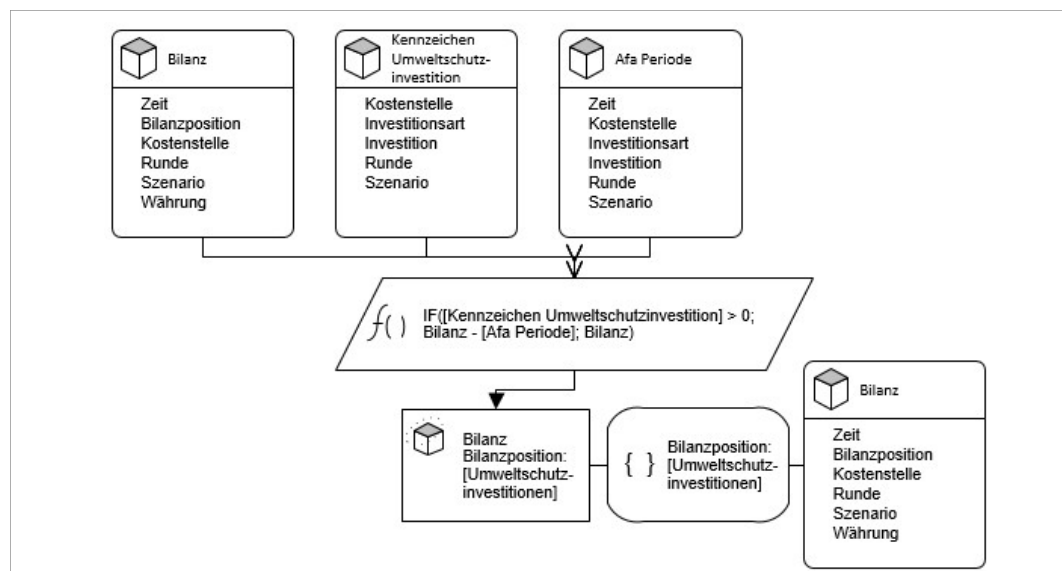 Bilanz
Zeit
Bilanzposition
Kostenstelle
Runde
Szenario
Währung
Kennzeichen
Umweltschutz-
investition
Kostenstelle
Investitionsart
Investition
Runde
Szenario
Afa Periode
Zeit
Kostenstelle
Investitionsart
Investition
Runde
Szenario
f() IF([Kennzeichen Umweltschutzinvestition] > 0;
Bilanz - [Afa Periode]; Bilanz)
Bilanz
Bilanzposition:
[Umweltschutz-
investitionen]
{ } Bilanzposition:
[Umweltschutz-
investitionen]
Bilanz
Zeit
Bilanzposition
Kostenstelle
Runde
Szenario
Währung